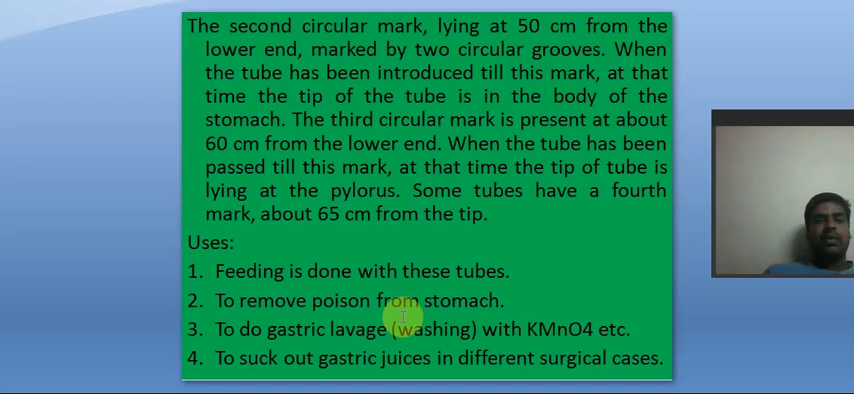 The second circular mark, lying at 50 cm from the
lower end, marked by two circular grooves. When
the tube has been introduced till this mark, at that
time the tip of the tube is in the body of the
stomach. The third circular mark is present at about
60 cm from the lower end. When the tube has been
passed till this mark, at that time the tip of tube is
lying at the pylorus. Some tubes have a fourth
mark, about 65 cm from the tip.
Uses:
1. Feeding is done with these tubes.
2. To remove poison from stomach.
3. To do gastric lavage (washing) with KMnO4 etc.
4. To suck out gastric juices in different surgical cases.